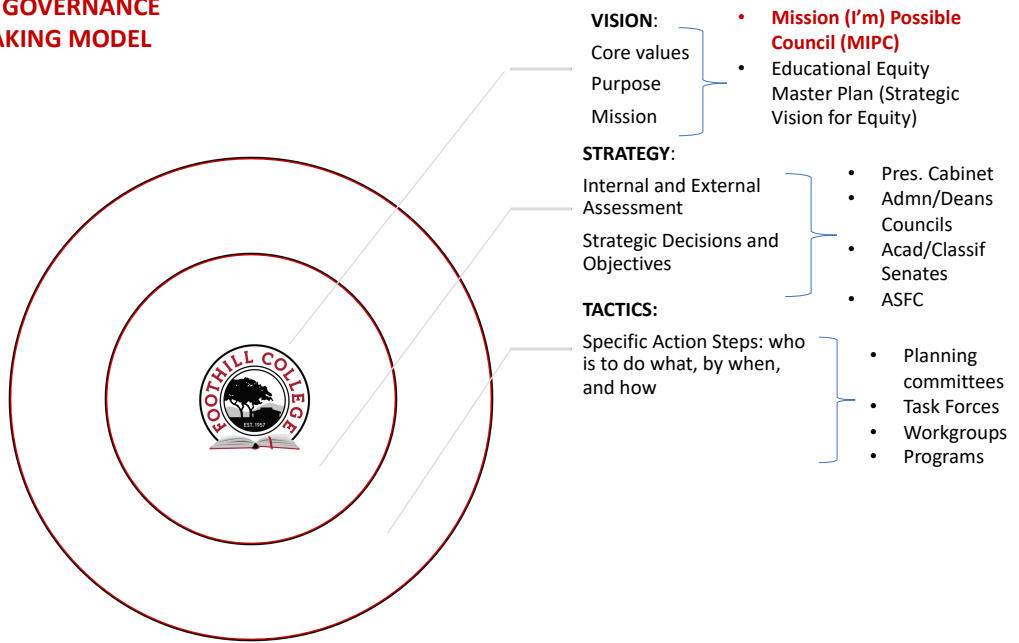 GOVERNANCE
AKING MODEL
VISION:
Core values
Purpose
Mission
• Mission (I’m) Possible
Council (MIPC)
• Educational Equity
Master Plan (Strategic
Vision for Equity)
STRATEGY:
Internal and External
Assessment
Strategic Decisions and
Objectives
• Pres. Cabinet
• Admn/Deans
Councils
• Acad/Classif
Senates
• ASFC
TACTICS:
Specific Action Steps: who
is to do what, by when,
and how
• Planning
committees
• Task Forces
• Workgroups
• Programs
FOOTHILL COLLEGE
EST. 1957